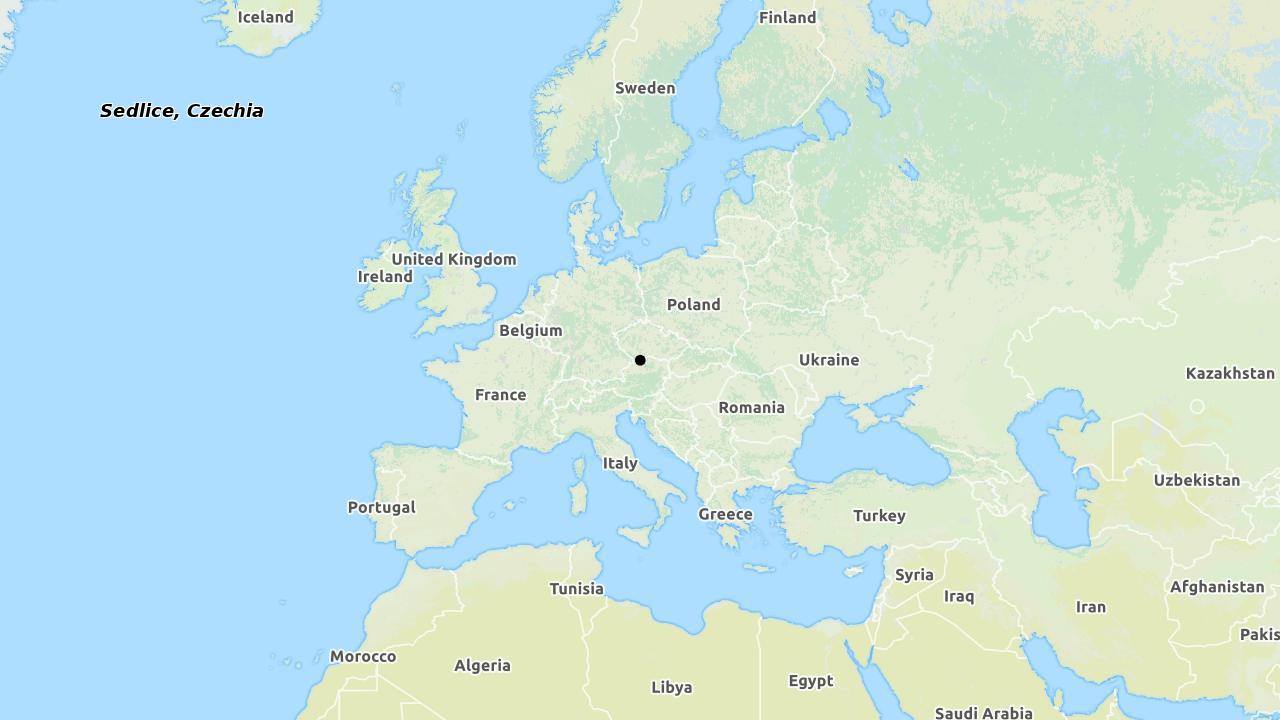 Iceland
Finland
Sweden
Sedlice, Czechia
United Kingdom
Ireland
Poland
Belgium
Ukraine
Kazakhstan
France
Romania
Italy
Uzbekistan
Portugal
Greece
Turkey
Syria
Afghanistan
Tunisia
Iraq
Iran
Pakis
Morocco
Algeria
Egypt
Libya
Saudi Arabia